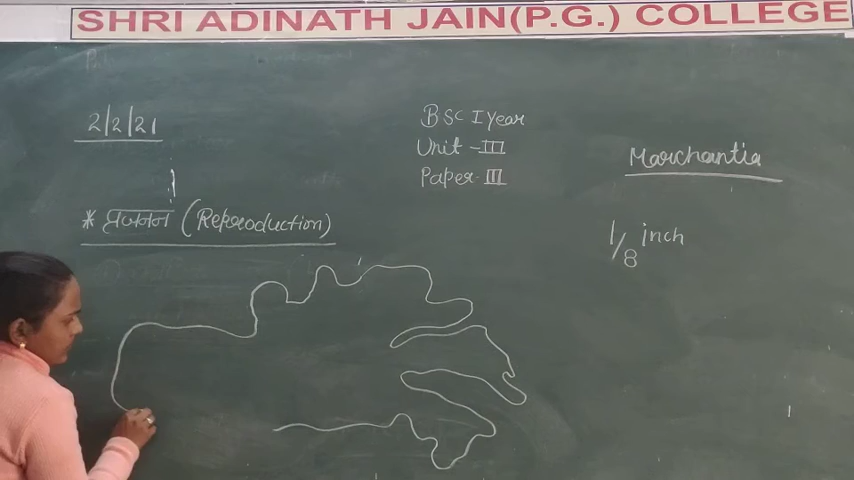 SHRI ADINATH JAIN(P.G.) COLLEGE
2/2/21
BSC I year
Unit -III
Paper-III
Marchantia
* प्रजनन (Reproduction)
1/8 inch